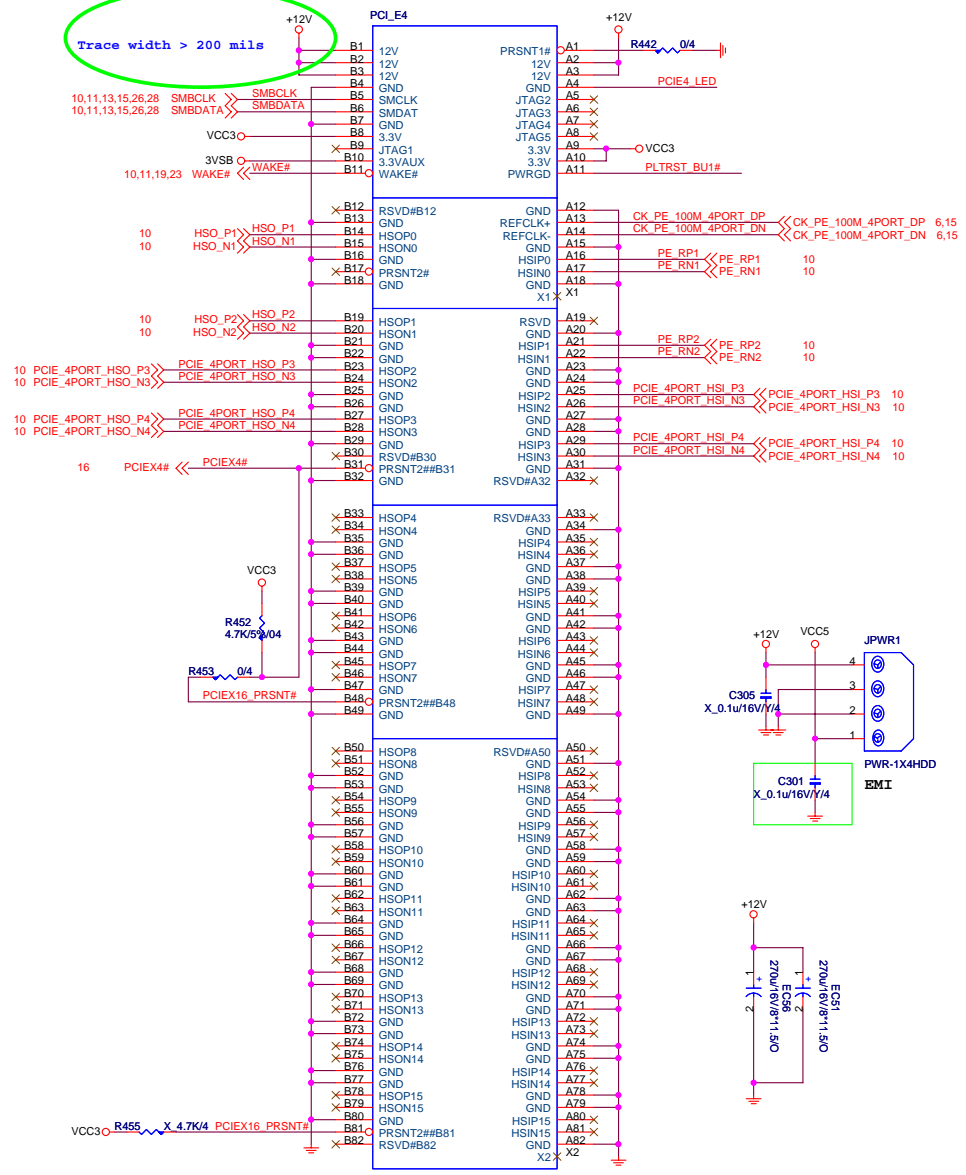 +12V
PCI_E4
+12V
Trace width > 200 mils
B1 12V PRSNT1# A1 R442 0/4
B2 12V 12V A2
B3 12V 12V A3
B4 GND GND A4 PCIE4_LED
10,11,13,15,26,28 SMBCLK SMBCLK B5 SMCLK JTAG2 A5
10,11,13,15,26,28 SMBDATA SMBDATA B6 SMDAT JTAG3 A6
B7 GND JTAG4 A7
VCC3 B8 3.3V JTAG5 A8
B9 JTAG1 3.3V A9 VCC3
3VSB B10 3.3VAUX 3.3V A10
10,11,19,23 WAKE# WAKE# B11 WAKE# PWRGD A11 PLTRST_BU1#
B12 RSVD#B12 GND A12
B13 GND REFCLK+ A13 CK_PE_100M_4PORT_DP CK_PE_100M_4PORT_DP 6,15
10 HSO_P1 HSO_P1 B14 HSOP0 REFCLK- A14 CK_PE_100M_4PORT_DN CK_PE_100M_4PORT_DN 6,15
10 HSO_N1 HSO_N1 B15 HSON0 GND A15
B16 GND HSIP0 A16 PE_RP1 PE_RP1 10
B17 PRSNT2# HSIN0 A17 PE_RN1 PE_RN1 10
B18 GND GND A18
X1 X1
10 HSO_P2 HSO_P2 B19 HSOP1 RSVD A19
10 HSO_N2 HSO_N2 B20 HSON1 GND A20
B21 GND HSIP1 A21 PE_RP2 PE_RP2 10
B22 GND HSIN1 A22 PE_RN2 PE_RN2 10
10 PCIE_4PORT_HSO_P3 PCIE_4PORT_HSO_P3 B23 HSOP2 GND A23
10 PCIE_4PORT_HSO_N3 PCIE_4PORT_HSO_N3 B24 HSON2 GND A24
B25 GND HSIP2 A25 PCIE_4PORT_HSI_P3 PCIE_4PORT_HSI_P3 10
B26 GND HSIN2 A26 PCIE_4PORT_HSI_N3 PCIE_4PORT_HSI_N3 10
10 PCIE_4PORT_HSO_P4 PCIE_4PORT_HSO_P4 B27 HSOP3 GND A27
10 PCIE_4PORT_HSO_N4 PCIE_4PORT_HSO_N4 B28 HSON3 GND A28
B29 GND HSIP3 A29 PCIE_4PORT_HSI_P4 PCIE_4PORT_HSI_P4 10
B30 RSVD#B30 HSIN3 A30 PCIE_4PORT_HSI_N4 PCIE_4PORT_HSI_N4 10
16 PCIEX4# PCIEX4# B31 PRSNT2##B31 GND A31
B32 GND RSVD#A32 A32
B33 HSOP4 RSVD#A33 A33
B34 HSON4 GND A34
B35 GND HSIP4 A35
B36 GND HSIN4 A36
B37 HSOP5 GND A37
B38 HSON5 GND A38
B39 GND HSIP5 A39
B40 GND HSIN5 A40
B41 HSOP6 GND A41
B42 HSON6 GND A42
B43 GND HSIP6 A43
B44 GND HSIN6 A44
B45 HSOP7 GND A45
B46 HSON7 GND A46
B47 GND HSIP7 A47
B48 PRSNT2##B48 HSIN7 A48
B49 GND GND A49
VCC3
R452
4.7K/5%/04
R453 0/4
PCIEX16_PRSNT#
B50 HSOP8 RSVD#A50 A50
B51 HSON8 GND A51
B52 GND HSIP8 A52
B53 GND HSIN8 A53
B54 HSOP9 GND A54
B55 HSON9 GND A55
B56 GND HSIP9 A56
B57 GND HSIN9 A57
B58 HSOP10 GND A58
B59 HSON10 GND A59
B60 GND HSIP10 A60
B61 GND HSIN10 A61
B62 HSOP11 GND A62
B63 HSON11 GND A63
B64 GND HSIP11 A64
B65 GND HSIN11 A65
B66 HSOP12 GND A66
B67 HSON12 GND A67
B68 GND HSIP12 A68
B69 GND HSIN12 A69
B70 HSOP13 GND A70
B71 HSON13 GND A71
B72 GND HSIP13 A72
B73 GND HSIN13 A73
B74 HSOP14 GND A74
B75 HSON14 GND A75
B76 GND HSIP14 A76
B77 GND HSIN14 A77
B78 HSOP15 GND A78
B79 HSON15 GND A79
B80 GND HSIP15 A80
VCC3 R455 X_4.7K/4 PCIEX16_PRSNT# B81 PRSNT2##B81 HSIN15 A81
B82 RSVD#B82 GND A82
X2 X2
+12V VCC5 JPWR1
4
3
2
1
C305
X_0.1u/16V/Y/4
PWR-1X4HDD
C301
X_0.1u/16V/Y/4
EMI
+12V
1
2
EC56
270u/16V/8*11.5/O
1
2
EC51
270u/16V/8*11.5/O